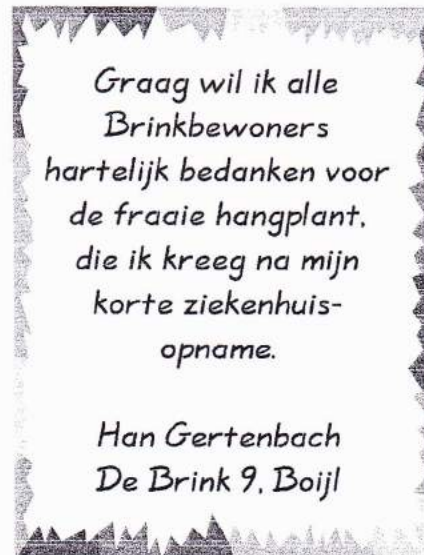 Graag wil ik alle
Brinkbewoners
hartelijk bedanken voor
de fraaie hangplant,
die ik kreeg na mijn
korte ziekenhuis-
opname.
Han Gertenbach
De Brink 9, Boijl